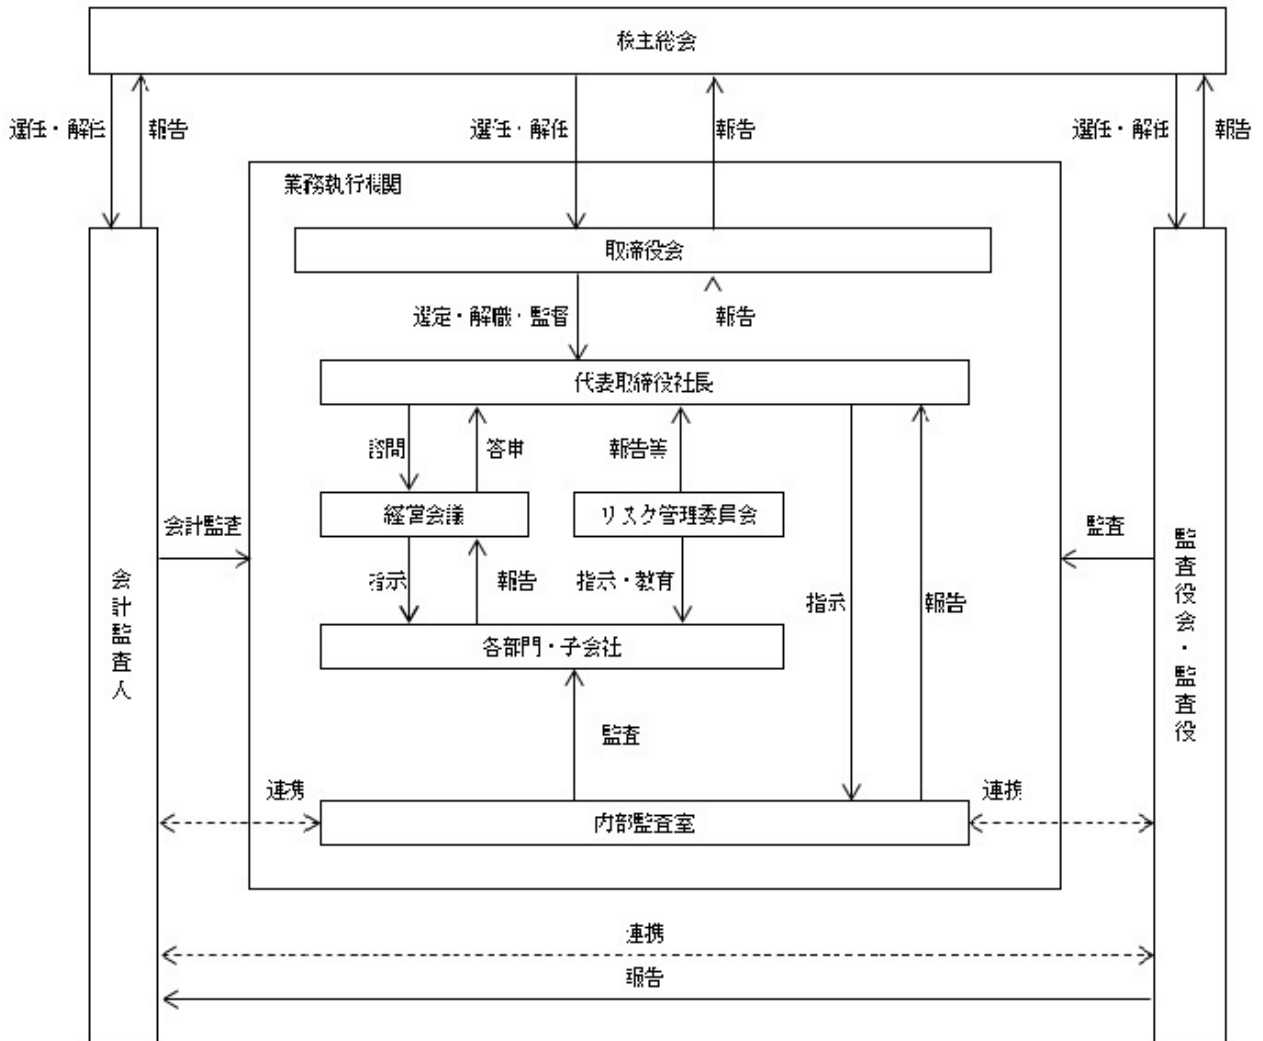 株主総会
選任・解任
報告
選任・解任
報告
選任・解任
報告
業務執行機関
取締役会
選定・解職・監督
報告
代表取締役社長
諮問
答申
報告等
経営会議
リスク管理委員会
会計監査
監査
指示
報告
指示・教育
指示
報告
会計監査人
監査役会・監査役
各部門・子会社
監査
連携
連携
内部監査室
連携
報告